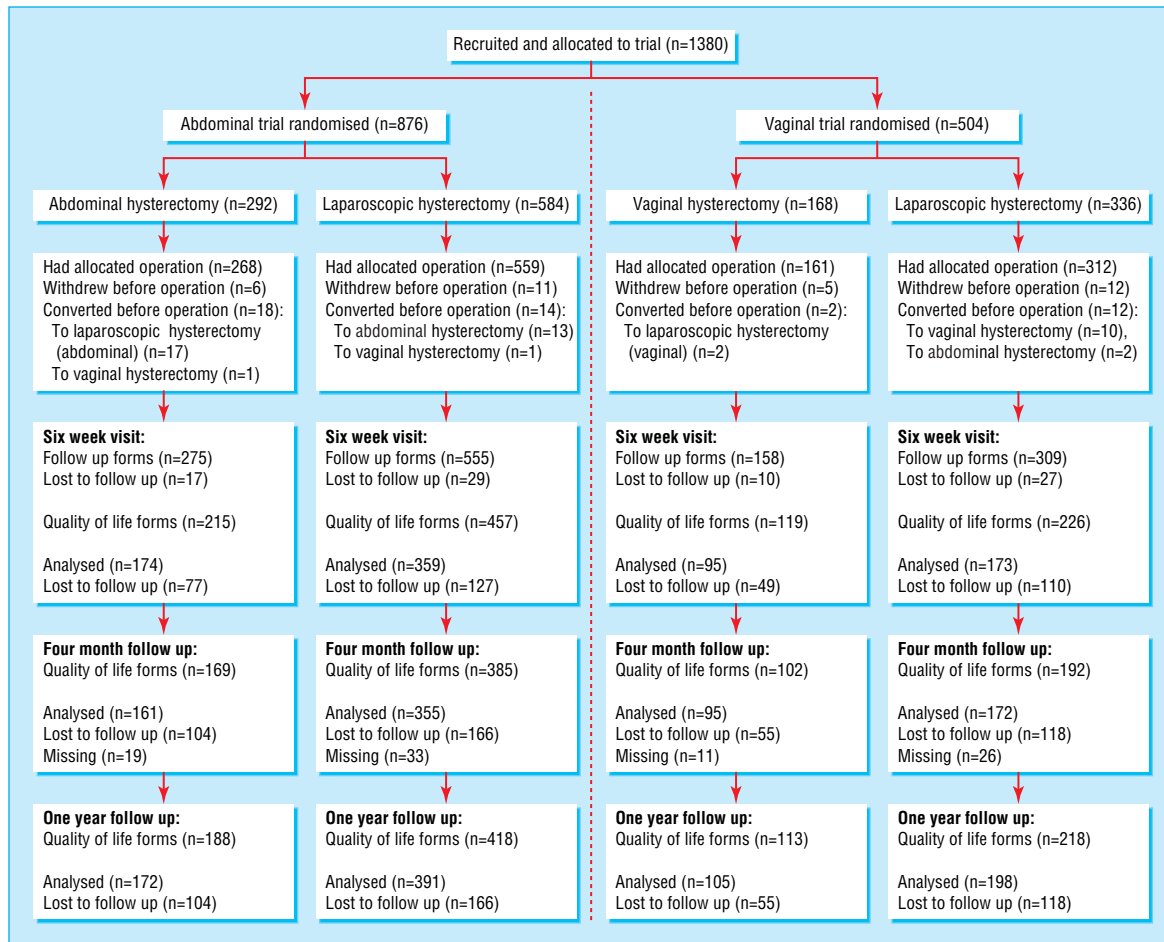 Recruited and allocated to trial (n=1380)
Abdominal trial randomised (n=876)
Vaginal trial randomised (n=504)
Abdominal hysterectomy (n=292)
Laparoscopic hysterectomy (n=584)
Vaginal hysterectomy (n=168)
Laparoscopic hysterectomy (n=336)
Had allocated operation (n=268)
Withdrew before operation (n=6)
Converted before operation (n=18):
To laparoscopic hysterectomy
(abdominal) (n=17)
To vaginal hysterectomy (n=1)
Had allocated operation (n=559)
Withdrew before operation (n=11)
Converted before operation (n=14):
To abdominal hysterectomy (n=13)
To vaginal hysterectomy (n=1)
Had allocated operation (n=161)
Withdrew before operation (n=5)
Converted before operation (n=2):
To laparoscopic hysterectomy
(vaginal) (n=2)
Had allocated operation (n=312)
Withdrew before operation (n=12)
Converted before operation (n=12):
To vaginal hysterectomy (n=10),
To abdominal hysterectomy (n=2)
Six week visit:
Follow up forms (n=275)
Lost to follow up (n=17)
Quality of life forms (n=215)
Analysed (n=174)
Lost to follow up (n=77)
Six week visit:
Follow up forms (n=555)
Lost to follow up (n=29)
Quality of life forms (n=457)
Analysed (n=359)
Lost to follow up (n=127)
Six week visit:
Follow up forms (n=158)
Lost to follow up (n=10)
Quality of life forms (n=119)
Analysed (n=95)
Lost to follow up (n=49)
Six week visit:
Follow up forms (n=309)
Lost to follow up (n=27)
Quality of life forms (n=226)
Analysed (n=173)
Lost to follow up (n=110)
Four month follow up:
Quality of life forms (n=169)
Analysed (n=161)
Lost to follow up (n=104)
Missing (n=19)
Four month follow up:
Quality of life forms (n=385)
Analysed (n=355)
Lost to follow up (n=166)
Missing (n=33)
Four month follow up:
Quality of life forms (n=102)
Analysed (n=95)
Lost to follow up (n=55)
Missing (n=11)
Four month follow up:
Quality of life forms (n=192)
Analysed (n=172)
Lost to follow up (n=118)
Missing (n=26)
One year follow up:
Quality of life forms (n=188)
Analysed (n=172)
Lost to follow up (n=104)
One year follow up:
Quality of life forms (n=418)
Analysed (n=391)
Lost to follow up (n=166)
One year follow up:
Quality of life forms (n=113)
Analysed (n=105)
Lost to follow up (n=55)
One year follow up:
Quality of life forms (n=218)
Analysed (n=198)
Lost to follow up (n=118)